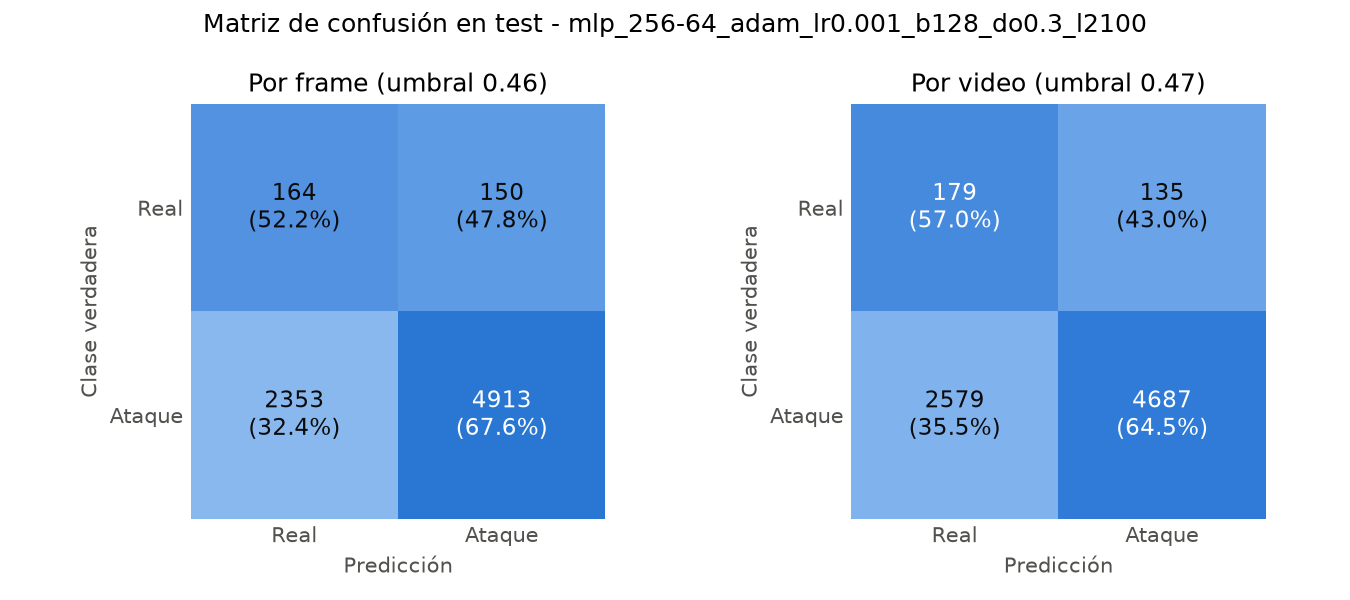 Matriz de confusión en test - mlp_256-64_adam_lr0.001_b128_do0.3_l2100
Por frame (umbral 0.46)
Clase verdadera
Real
164
(52.2%)
150
(47.8%)
Ataque
2353
(32.4%)
4913
(67.6%)
Real
Ataque
Predicción
Por video (umbral 0.47)
Clase verdadera
Real
179
(57.0%)
135
(43.0%)
Ataque
2579
(35.5%)
4687
(64.5%)
Real
Ataque
Predicción